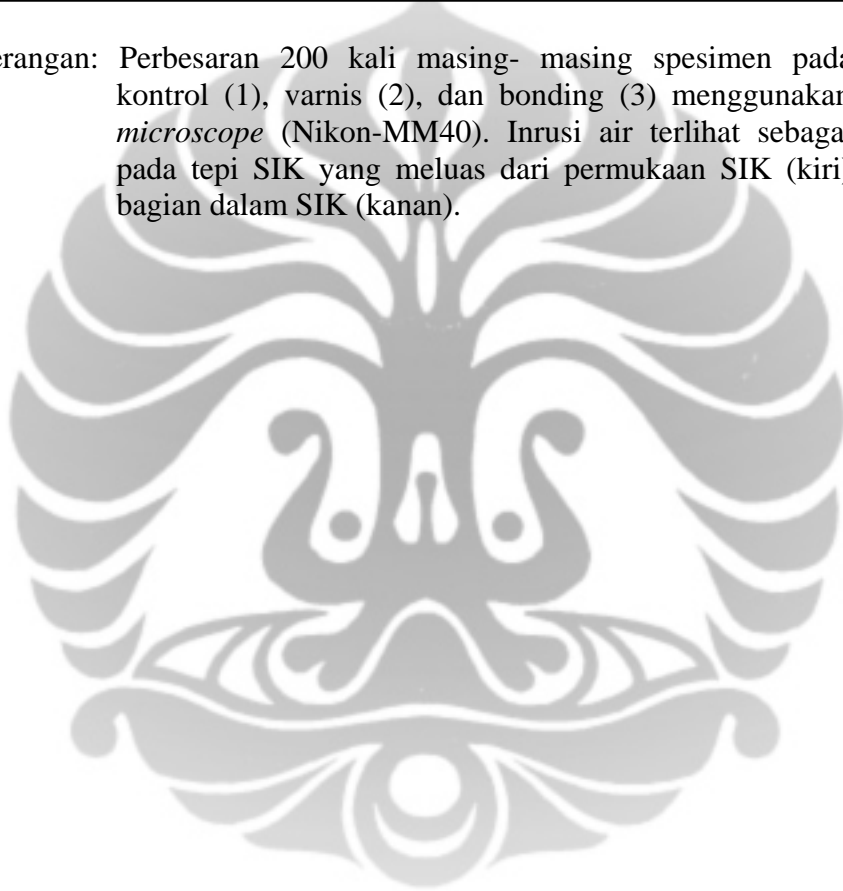 erangan: Perbesaran 200 kali masing- masing spesimen pada
kontrol (1), varnis (2), dan bonding (3) menggunakan
microscope (Nikon-MM40). Inrusi air terlihat sebaga
pada tepi SIK yang meluas dari permukaan SIK (kiri)
bagian dalam SIK (kanan).